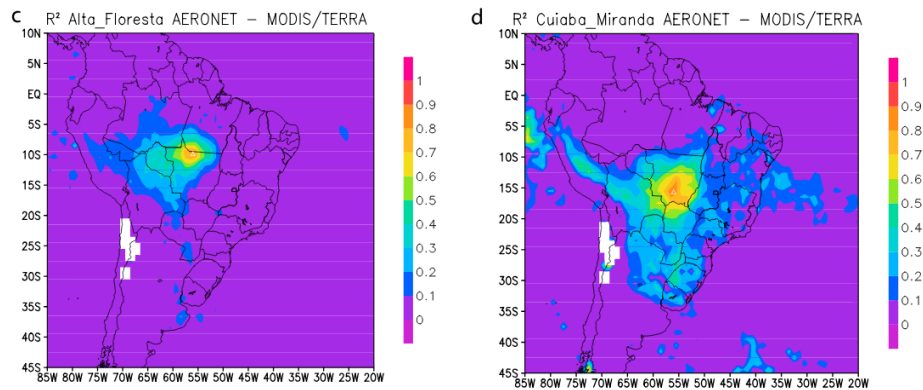 c
R² Alta_Floresta AERONET – MODIS/TERRA
10N
5N
EQ
5S
10S
15S
20S
25S
30S
35S
40S
45S
85W 80W 75W 70W 65W 60W 55W 50W 45W 40W 35W 30W 25W 20W
1
0.9
0.8
0.7
0.6
0.5
0.4
0.3
0.2
0.1
0
d
R² Cuiaba_Miranda AERONET – MODIS/TERRA
10N
5N
EQ
5S
10S
15S
20S
25S
30S
35S
40S
45S
85W 80W 75W 70W 65W 60W 55W 50W 45W 40W 35W 30W 25W 20W
1
0.9
0.8
0.7
0.6
0.5
0.4
0.3
0.2
0.1
0